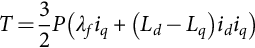 T = 3/2 P(λ_f i_q + (L_d − L_q) i_d i_q)